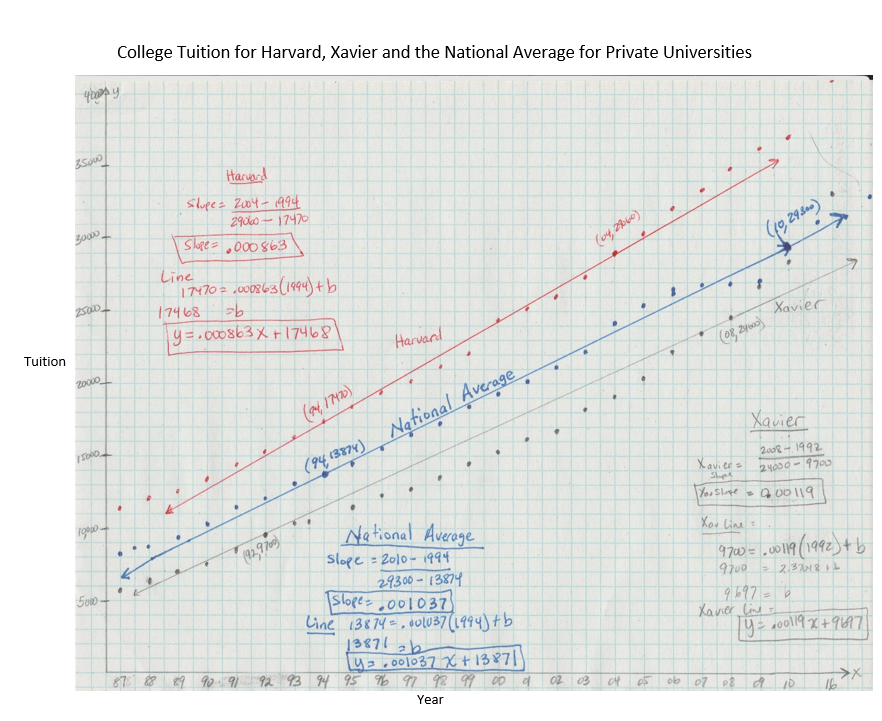 College Tuition for Harvard, Xavier and the National Average for Private Universities
y
35000
30000
25000
20000
15000
10000
5000
Tuition
Harvard
Slope = 2004 - 1994
29060 - 17470
Slope = .000863
Line
17470 = .000863(1994) + b
17468 = b
y = .000863x + 17468
Harvard
(94, 17470)
(04, 29060)
National Average
(94, 13874)
(10, 29300)
Xavier
(08, 24000)
(92, 9700)
National Average
Slope = 2010 - 1994
29300 - 13874
Slope = .001037
Line 13874 = .001037(1994) + b
13871 = b
y = .001037x + 13871
Xavier
Xavier Slope = 2008 - 1992
24000 - 9700
Slope = .00119
Line =
9700 = .00119(1992) + b
9700 =
9697 = b
Xavier Line =
y = .00119x + 9697
87 88 89 90 91 92 93 94 95 96 97 98 99 00 01 02 03 04 05 06 07 08 09 10 16 x
Year